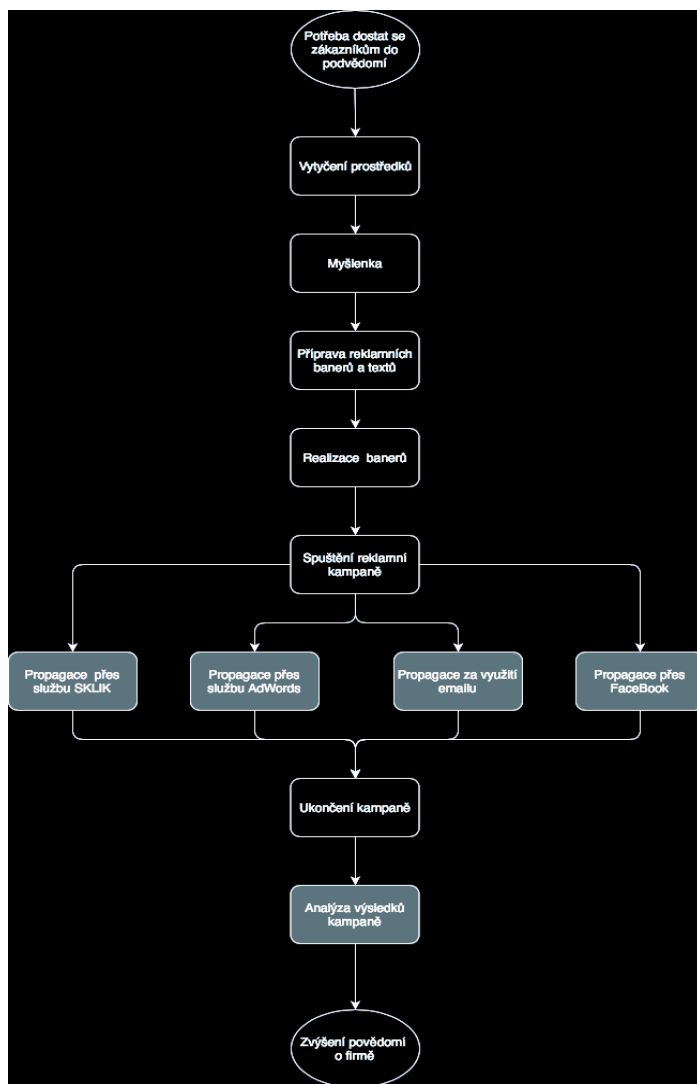 Potřeba dostat se
zákazníkům do
podvědomí
Vytyčení prostředků
Myšlenka
Příprava reklamních
banerů a textů
Realizace banerů
Spuštění reklamní
kampaně
Propagace přes
službu SKLIK
Propagace přes
službu AdWords
Propagace za využití
emailu
Propagace přes
FaceBook
Ukončení kampaně
Analýza výsledků
kampaně
Zvýšení povědomí
o firmě